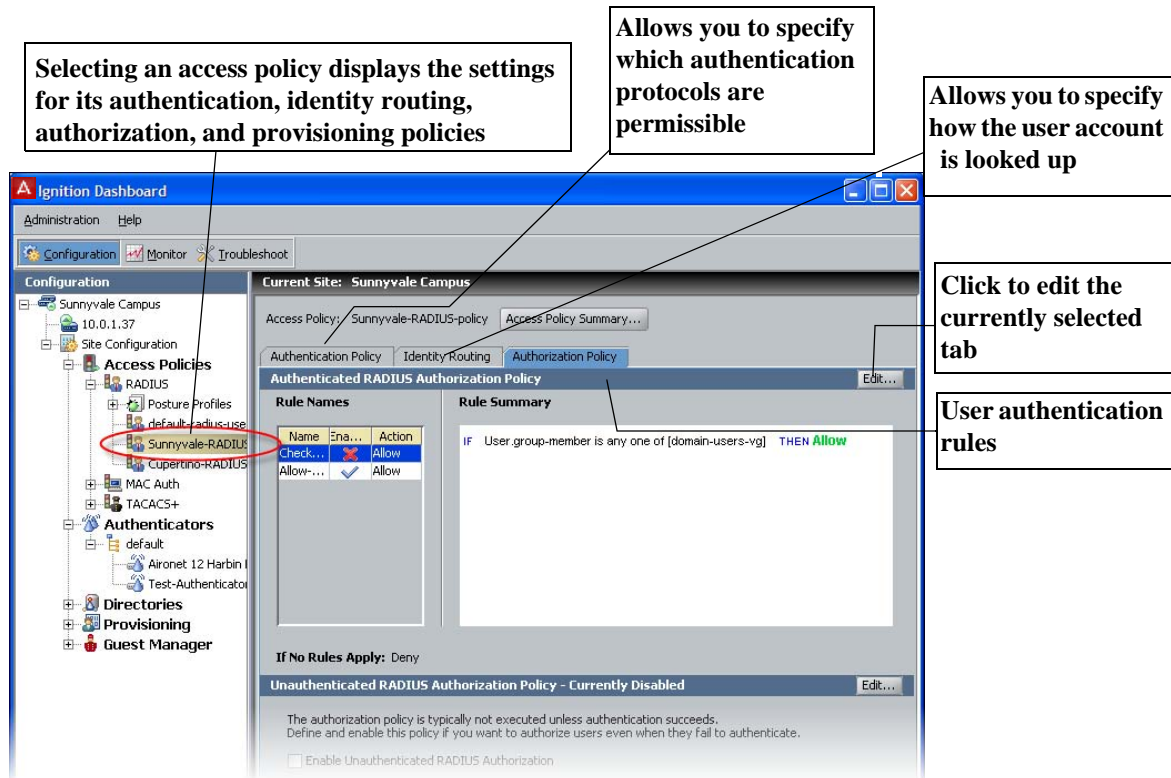 Allows you to specify
which authentication
protocols are
permissible
Selecting an access policy displays the settings
for its authentication, identity routing,
authorization, and provisioning policies
Allows you to specify
how the user account
is looked up
Ignition Dashboard
Administration Help
Configuration Monitor Troubleshoot
Configuration
Current Site: Sunnyvale Campus
Sunnyvale Campus
10.0.1.37
Site Configuration
Access Policies
RADIUS
Posture Profiles
default-radius-use
Sunnyvale-RADIUS
Cupertino-RADIUS
MAC Auth
TACACS+
Authenticators
default
Aironet 12 Harbin
Test-Authenticator
Directories
Provisioning
Guest Manager
Access Policy: Sunnyvale-RADIUS-policy Access Policy Summary...
Authentication Policy Identity Routing Authorization Policy
Authenticated RADIUS Authorization Policy Edit...
Rule Names Rule Summary
Name Ena... Action
Check... Allow
Allow-... Allow
IF User.group-member is any one of [domain-users-vg] THEN Allow
If No Rules Apply: Deny
Unauthenticated RADIUS Authorization Policy - Currently Disabled Edit...
The authorization policy is typically not executed unless authentication succeeds.
Define and enable this policy if you want to authorize users even when they fail to authenticate.
Enable Unauthenticated RADIUS Authorization
Click to edit the
currently selected
tab
User authentication
rules